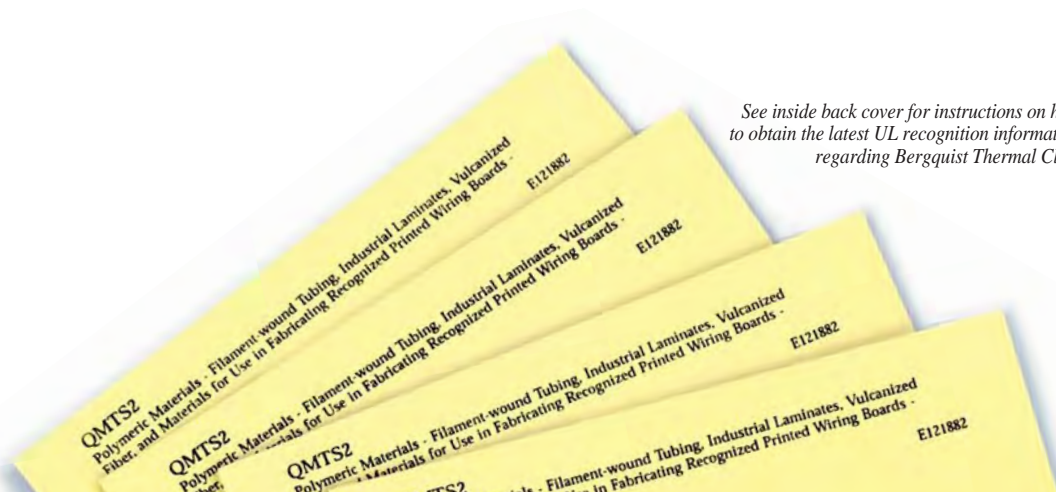 See inside back cover for instructions on
to obtain the latest UL recognition
regarding Bergquist Thermal
QMTS2
Polymeric Materials - Filament-wound Tubing, Industrial Laminates, Vulcanized
Fiber, and Materials for Use in Fabricating Recognized Printed Wiring Boards -
E121882
QMTS2
Polymeric Materials - Filament-wound Tubing, Industrial Laminates, Vulcanized
for Use in Fabricating Recognized Printed Wiring Boards -
E121882
QMTS2
Polymeric Materials - Filament-wound Tubing, Industrial Laminates, Vulcanized
Materials for Use in Fabricating Recognized Printed Wiring Boards -
E121882
- Filament-wound Tubing, Industrial Laminates, Vulcanized
in Fabricating Recognized Printed Wiring Boards -
E121882